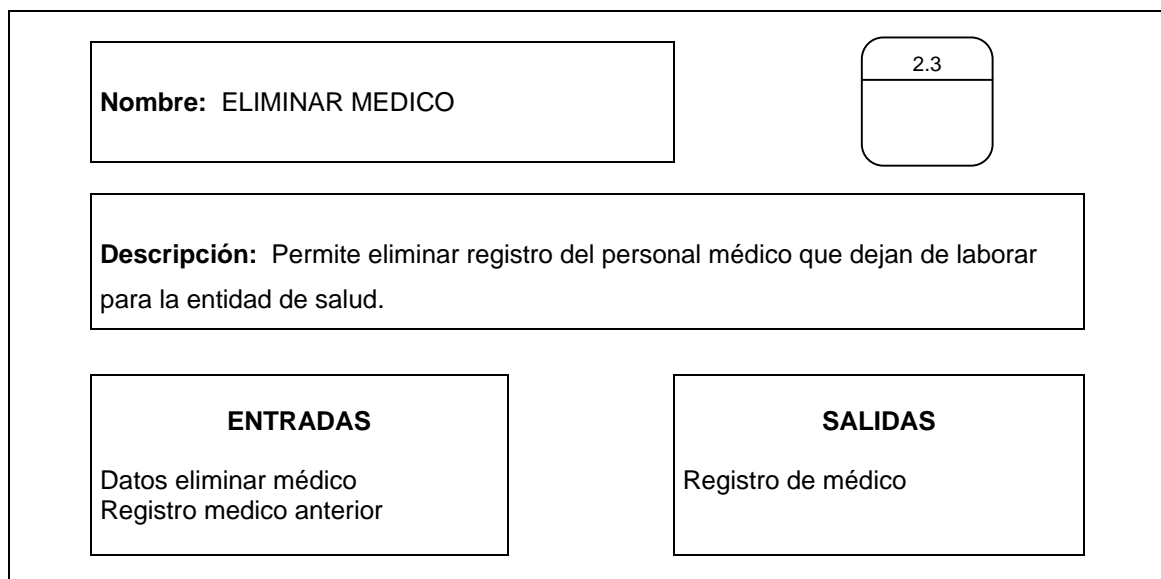 Nombre: ELIMINAR MEDICO
2.3
Descripción: Permite eliminar registro del personal médico que dejan de laborar
para la entidad de salud.
ENTRADAS
Datos eliminar médico
Registro medico anterior
SALIDAS
Registro de médico